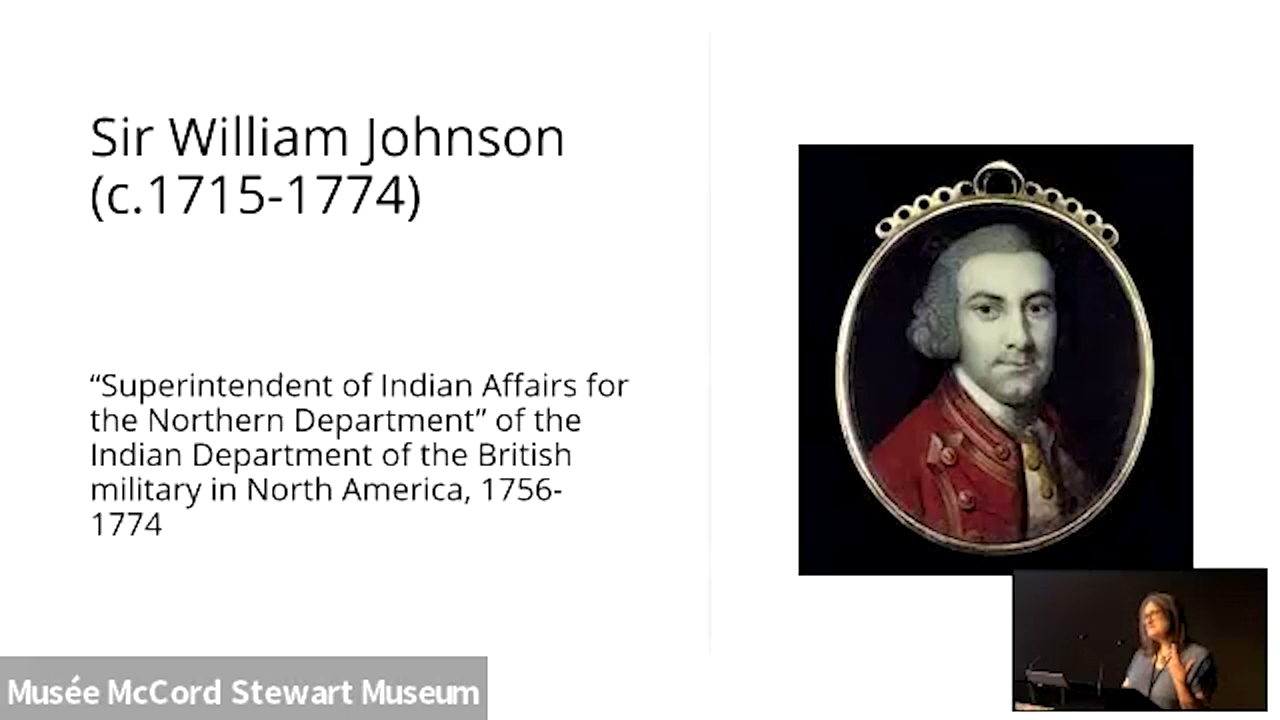 Sir William Johnson
(c.1715-1774)
“Superintendent of Indian Affairs for
the Northern Department” of the
Indian Department of the British
military in North America, 1756-
1774
Musée McCord Stewart Museum